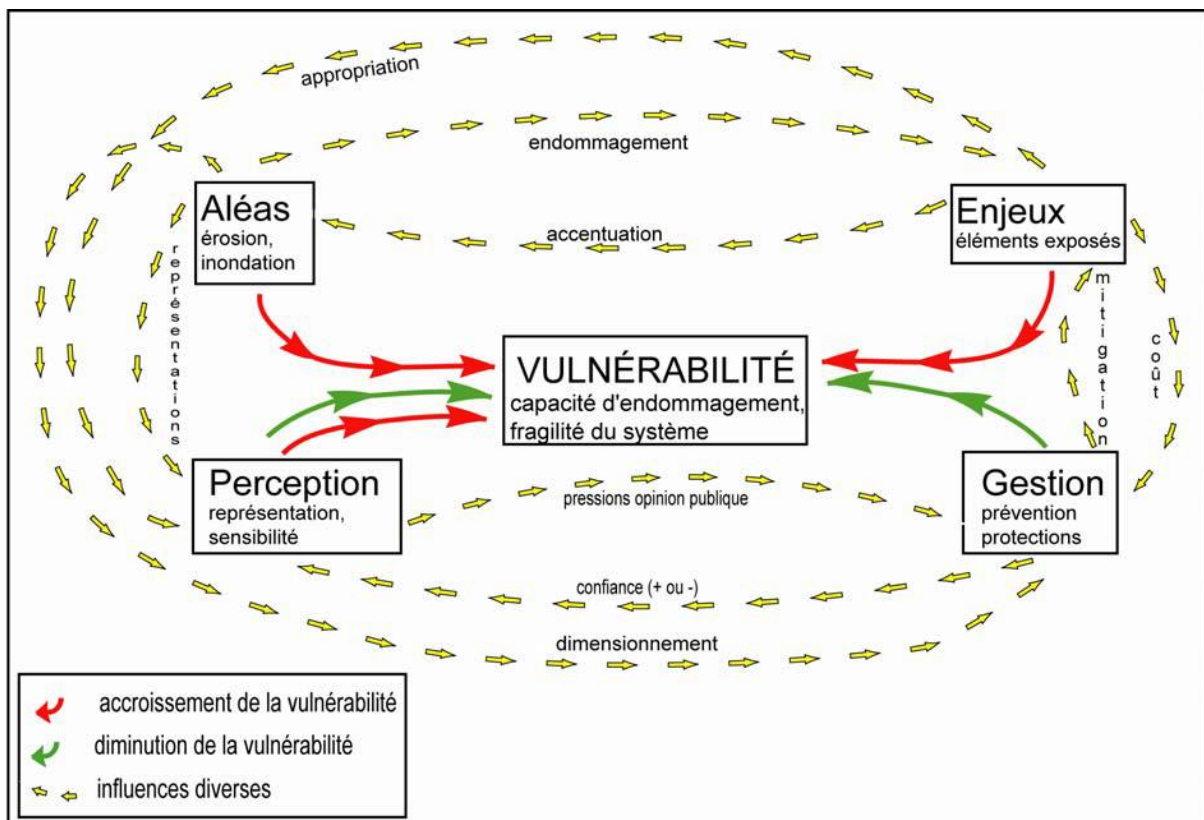 appropriation
endommagement
Aléas
érosion,
inondation
Enjeux
éléments exposés
accentuation
représentations
mitigation
coût
VULNÉRABILITÉ
capacité d'endommagement,
fragilité du système
Perception
représentation,
sensibilité
pressions opinion publique
Gestion
prévention
protections
confiance (+ ou -)
dimensionnement
accroissement de la vulnérabilité
diminution de la vulnérabilité
influences diverses